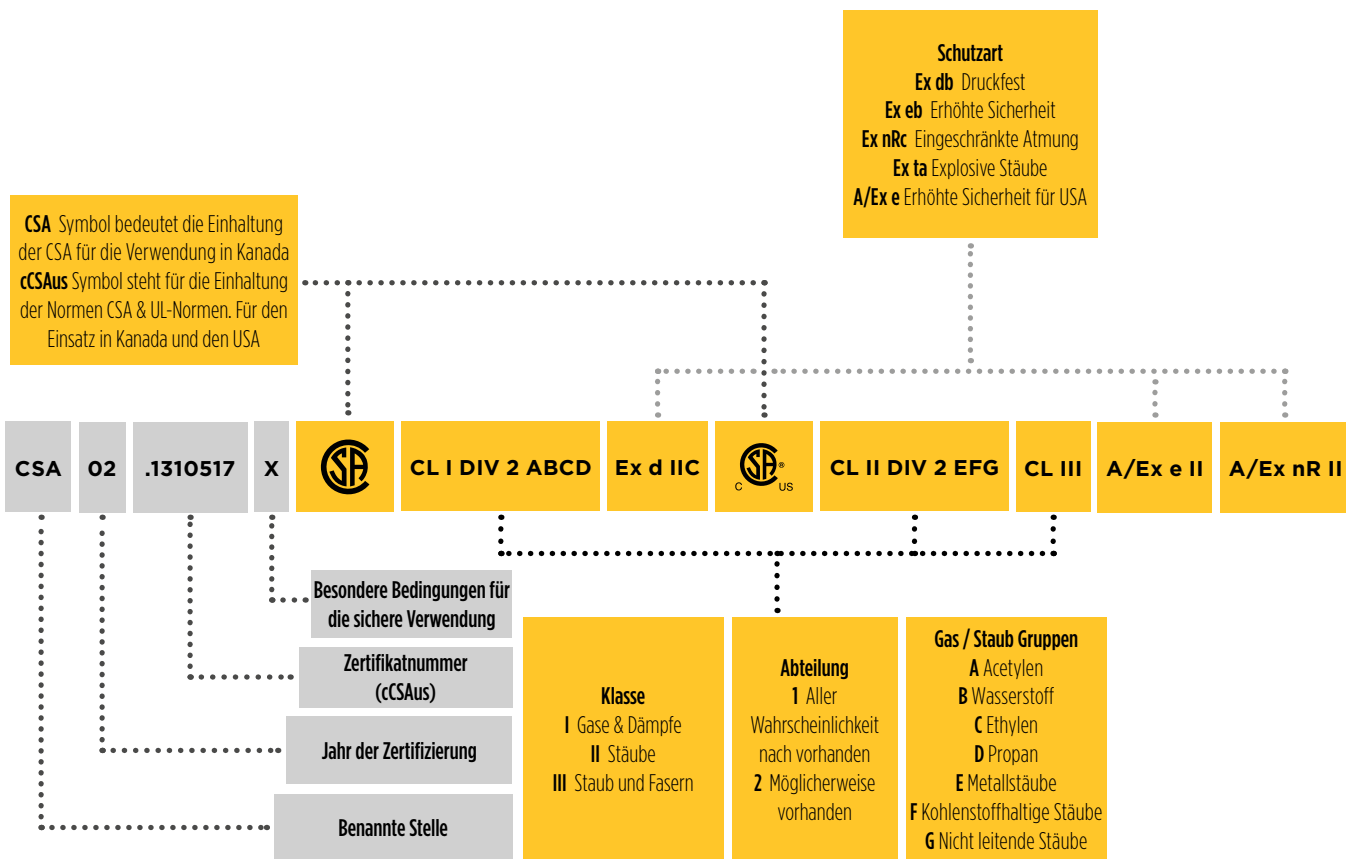 Schutzart
Ex db Druckfest
Ex eb Erhöhte Sicherheit
Ex nRc Eingeschränkte Atmung
Ex ta Explosive Stäube
A/Ex e Erhöhte Sicherheit für USA
CSA Symbol bedeutet die Einhaltung
der CSA für die Verwendung in Kanada
cCSAus Symbol steht für die Einhaltung
der Normen CSA & UL-Normen. Für den
Einsatz in Kanada und den USA
CSA 02 .1310517 X SA CL I DIV 2 ABCD Ex d IIC C SA ® US CL II DIV 2 EFG CL III A/Ex e II A/Ex nR II
Besondere Bedingungen für
die sichere Verwendung
Zertifikatnummer
(cCSAus)
Jahr der Zertifizierung
Benannte Stelle
Klasse
I Gase & Dämpfe
II Stäube
III Staub und Fasern
Abteilung
1 Aller
Wahrscheinlichkeit
nach vorhanden
2 Möglicherweise
vorhanden
Gas / Staub Gruppen
A Acetylen
B Wasserstoff
C Ethylen
D Propan
E Metallstäube
F Kohlenstoffhaltige Stäube
G Nicht leitende Stäube